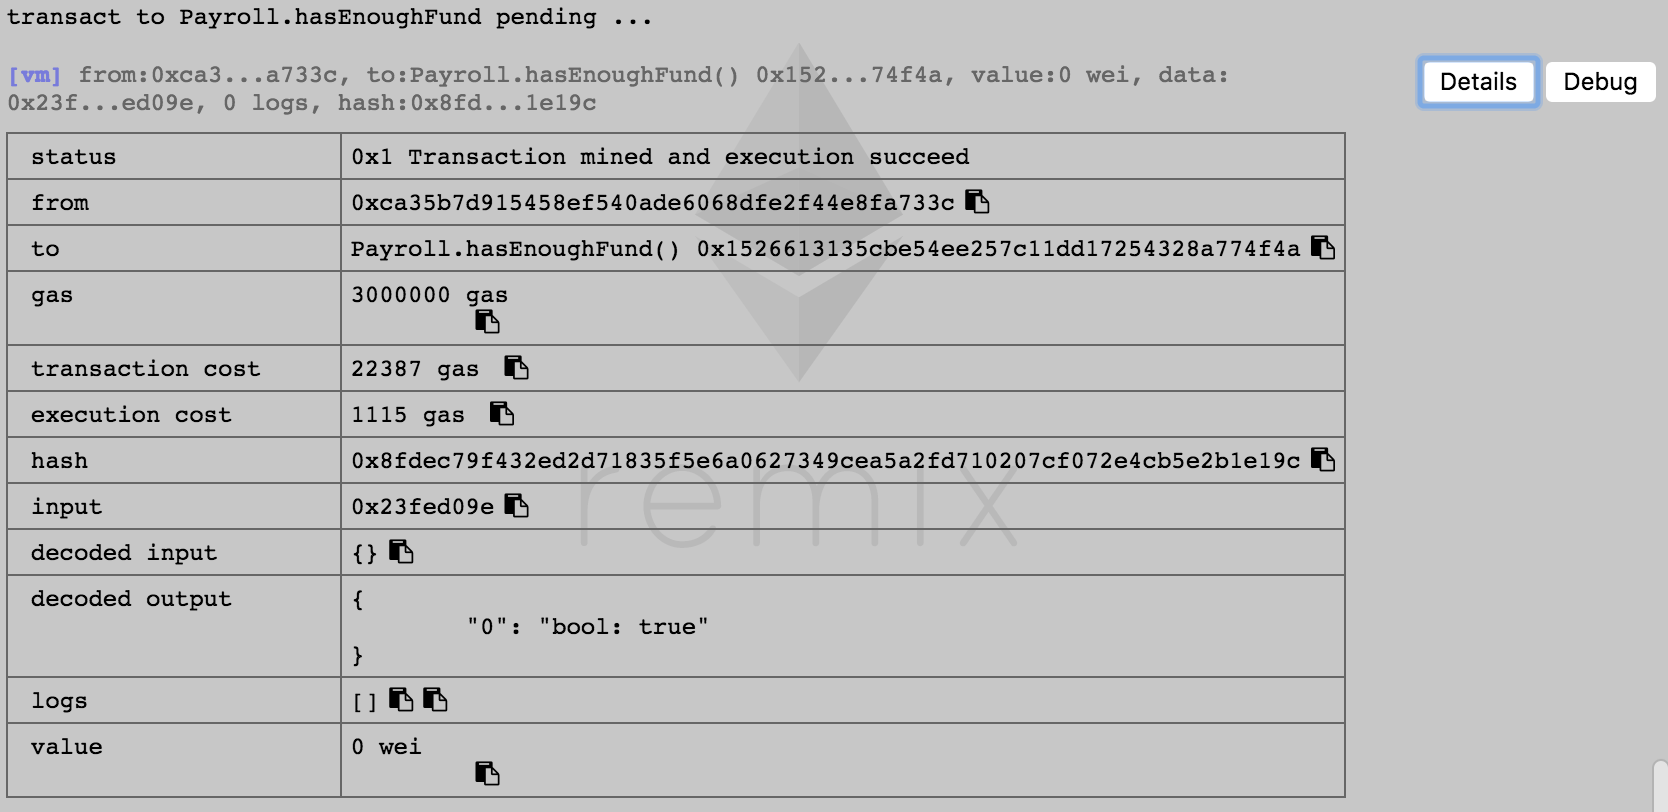 transact to Payroll.hasEnoughFund pending ...
[vm] from:0xca3...a733c, to:Payroll.hasEnoughFund() 0x152...74f4a, value:0 wei, data:
0x23f...ed09e, 0 logs, hash:0x8fd...1e19c
Details Debug
status 0x1 Transaction mined and execution succeed
from 0xca35b7d915458ef540ade6068dfe2f44e8fa733c
to Payroll.hasEnoughFund() 0x1526613135cbe54ee257c11dd17254328a774f4a
gas 3000000 gas
transaction cost 22387 gas
execution cost 1115 gas
hash 0x8fdec79f432ed2d71835f5e6a0627349cea5a2fd710207cf072e4cb5e2b1e19c
input 0x23fed09e
decoded input {}
decoded output {
"0": "bool: true"
}
logs []
value 0 wei
remix